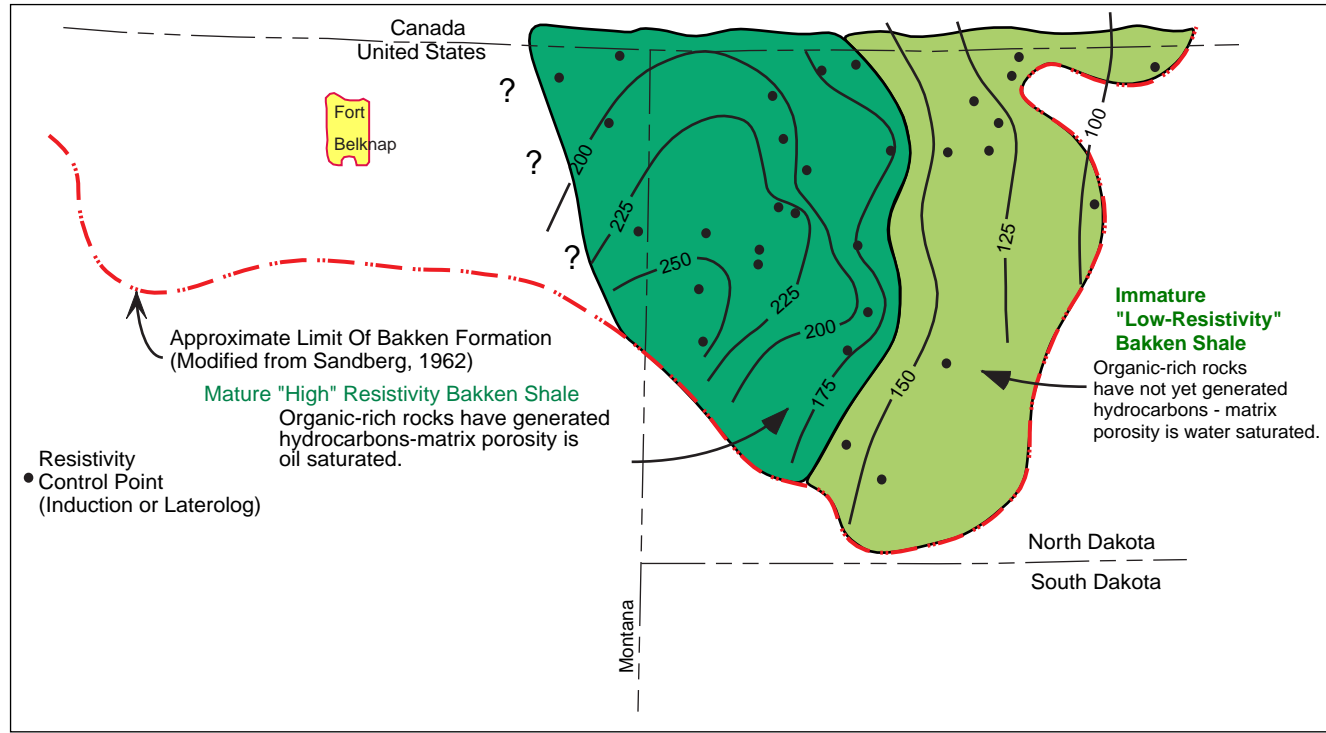 Canada
United States
?
?
?
Fort
Belknap
200
225
250
225
200
175
150
125
100
Approximate Limit Of Bakken Formation
(Modified from Sandberg, 1962)
Mature "High" Resistivity Bakken Shale
Organic-rich rocks have generated
hydrocarbons-matrix porosity is
oil saturated.
Resistivity
Control Point
(Induction or Laterolog)
Immature
"Low-Resistivity"
Bakken Shale
Organic-rich rocks
have not yet generated
hydrocarbons - matrix
porosity is water saturated.
North Dakota
South Dakota
Montana